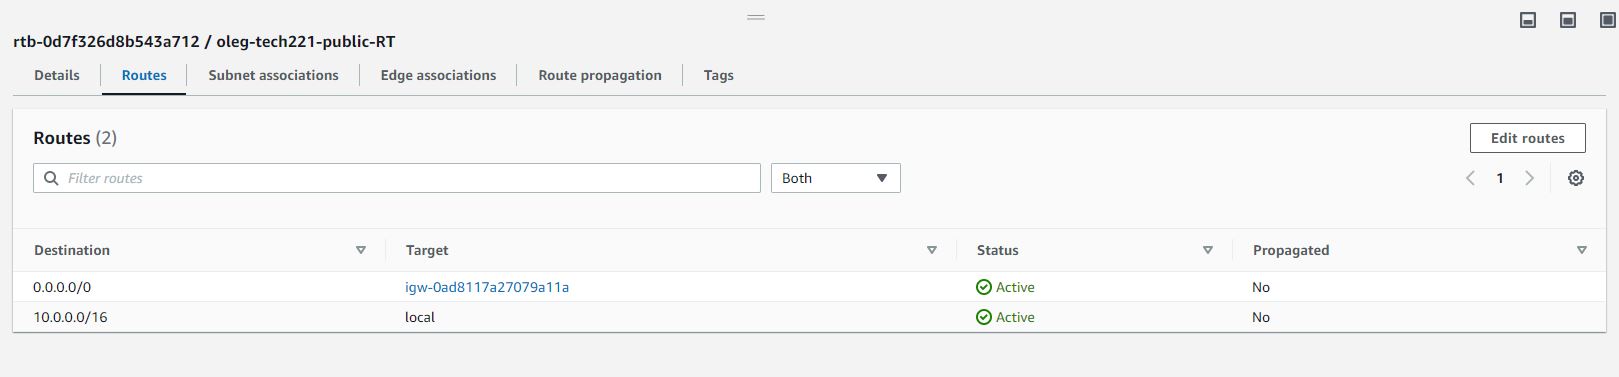 rtb-0d7f326d8b543a712 / oleg-tech221-public-RT
Details Routes Subnet associations Edge associations Route propagation Tags
Routes (2) Edit routes
Filter routes Both 1
Destination Target Status Propagated
0.0.0.0/0 igw-0ad8117a27079a11a Active No
10.0.0.0/16 local Active No